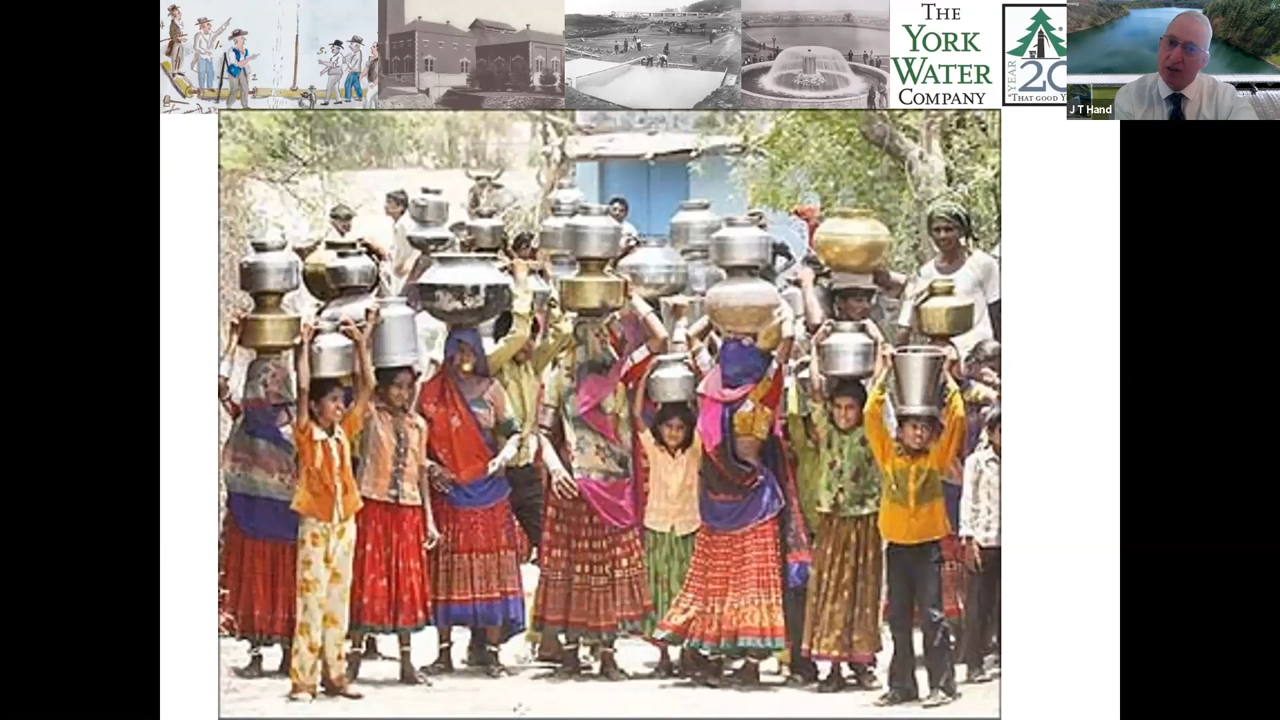 THE
YORK
WATER
COMPANY
YEAR
20
"THAT GOOD
J T Hand